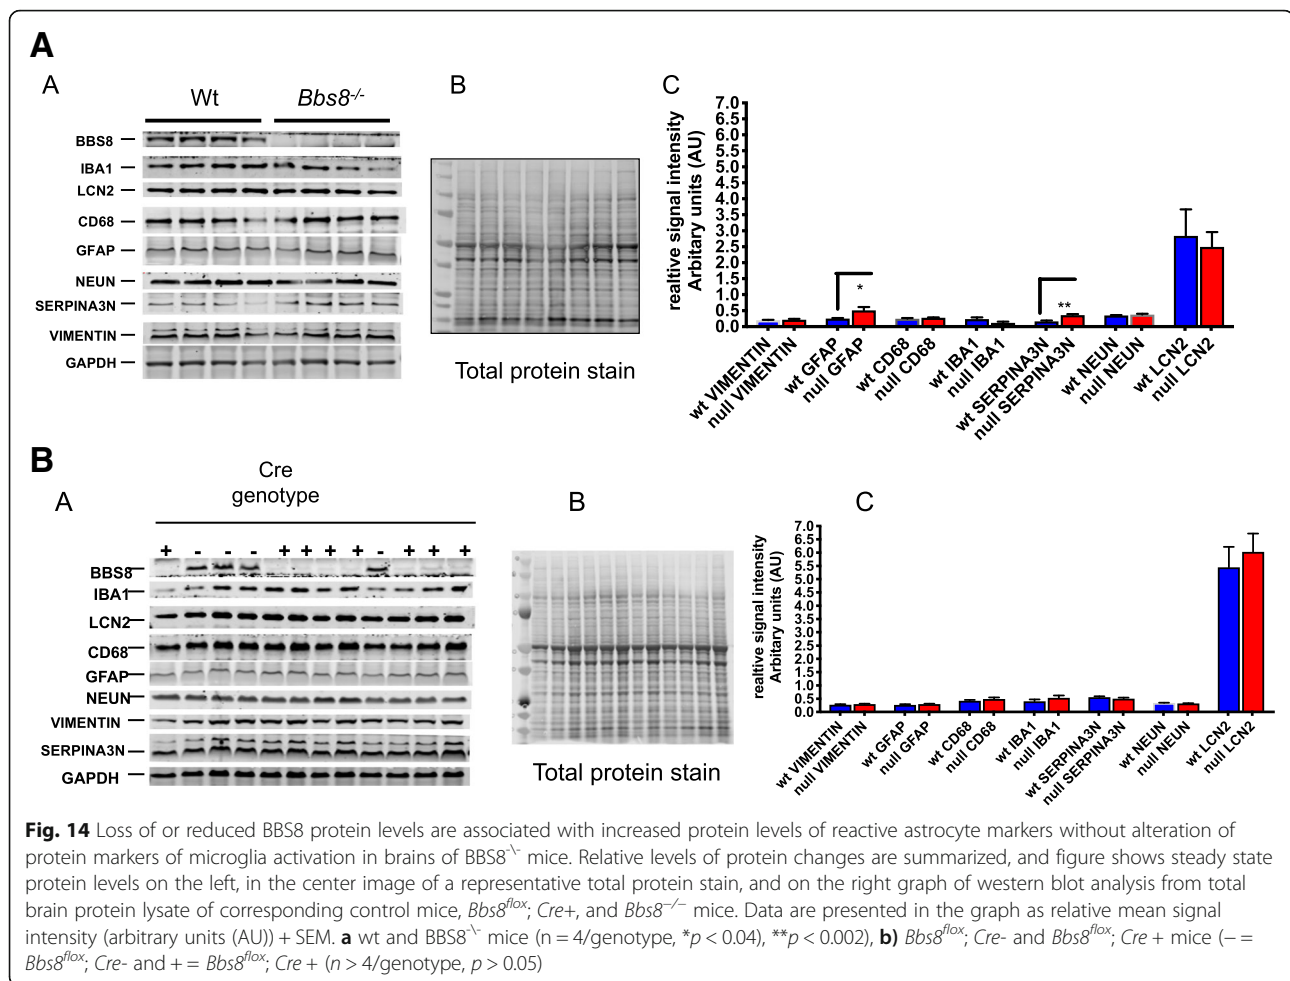 A
A
Wt
Bbs8-/-
BBS8
IBA1
LCN2
CD68
GFAP
NEUN
SERPINA3N
VIMENTIN
GAPDH
B
Total protein stain
C
realtive signal intensity
Arbitary units (AU)
7.0
6.5
6.0
5.5
5.0
4.5
4.0
3.5
3.0
2.5
2.0
1.5
1.0
0.5
0.0
*
**
wt VIMENTIN
null VIMENTIN
wt GFAP
null GFAP
wt CD68
null CD68
wt IBA1
null IBA1
wt SERPINA3N
null SERPINA3N
wt NEUN
null NEUN
wt LCN2
null LCN2
B
A
Cre
genotype
+ - - - + + + + - + + +
BBS8
IBA1
LCN2
CD68
GFAP
NEUN
VIMENTIN
SERPINA3N
GAPDH
B
Total protein stain
C
realtive signal intensity
Arbitary units (AU)
7.0
6.5
6.0
5.5
5.0
4.5
4.0
3.5
3.0
2.5
2.0
1.5
1.0
0.5
0.0
wt VIMENTIN
null VIMENTIN
wt GFAP
null GFAP
wt CD68
null CD68
wt IBA1
null IBA1
wt SERPINA3N
null SERPINA3N
wt NEUN
null NEUN
wt LCN2
null LCN2
Fig. 14 Loss of or reduced BBS8 protein levels are associated with increased protein levels of reactive astrocyte markers without alteration of
protein markers of microglia activation in brains of BBS8-\- mice. Relative levels of protein changes are summarized, and figure shows steady state
protein levels on the left, in the center image of a representative total protein stain, and on the right graph of western blot analysis from total
brain protein lysate of corresponding control mice, Bbs8flox; Cre+, and Bbs8−/− mice. Data are presented in the graph as relative mean signal
intensity (arbitrary units (AU)) + SEM. a wt and BBS8-\- mice (n = 4/genotype, *p < 0.04), **p < 0.002), b) Bbs8flox; Cre- and Bbs8flox; Cre + mice (− =
Bbs8flox; Cre- and + = Bbs8flox; Cre + (n > 4/genotype, p > 0.05)